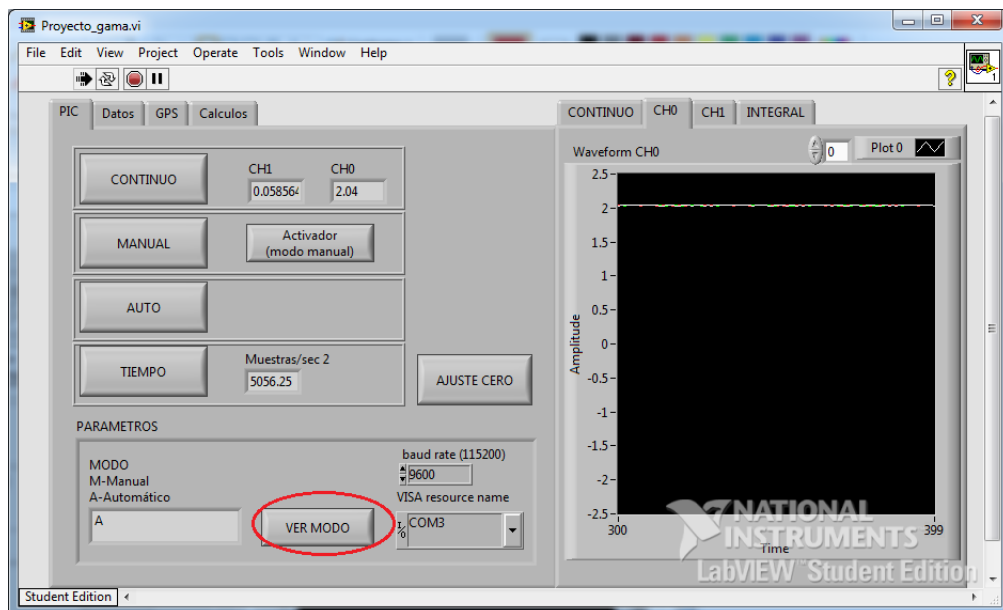 Proyecto_gama.vi
File Edit View Project Operate Tools Window Help
1
PIC Datos GPS Calculos
CONTINUO CH0 CH1 INTEGRAL
CONTINUO
CH1 CH0
0.05856 2.04
MANUAL
Activador
(modo manual)
AUTO
TIEMPO
Muestras/sec 2
5056.25
AJUSTE CERO
PARAMETROS
MODO
M-Manual
A-Automático
A
VER MODO
baud rate (115200)
9600
VISA resource name
I/O COM3
Waveform CH0
0
Plot 0
Amplitude
2.5
2
1.5
1
0.5
0
-0.5
-1
-1.5
-2
-2.5
300 399
Time
NATIONAL
INSTRUMENTS
LabVIEW™ Student Edition
Student Edition